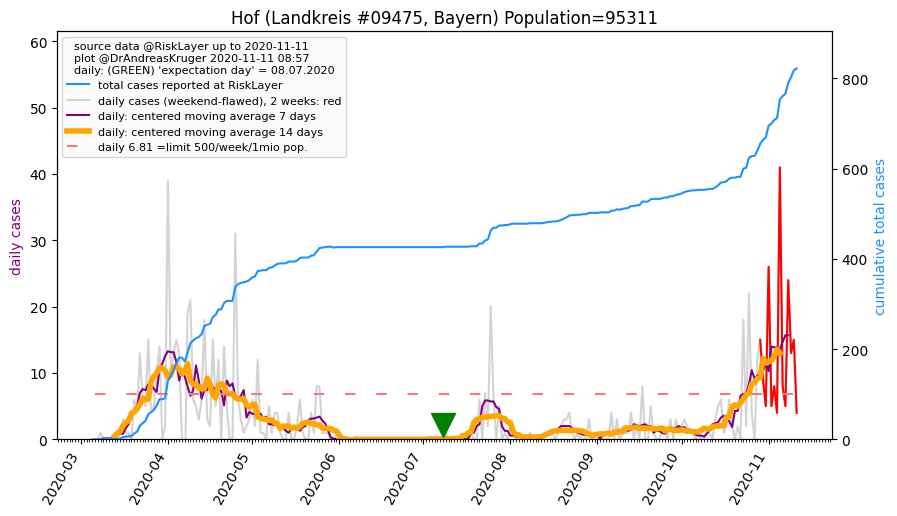 Hof (Landkreis #09475, Bayern) Population=95311
source data @RiskLayer up to 2020-11-11
plot @DrAndreasKruger 2020-11-11 08:57
daily: (GREEN) 'expectation day' = 08.07.2020
total cases reported at RiskLayer
daily cases (weekend-flawed), 2 weeks: red
daily: centered moving average 7 days
daily: centered moving average 14 days
daily 6.81 =limit 500/week/1mio pop.
daily cases
60
50
40
30
20
10
0
cumulative total cases
800
600
400
200
0
2020-03
2020-04
2020-05
2020-06
2020-07
2020-08
2020-09
2020-10
2020-11